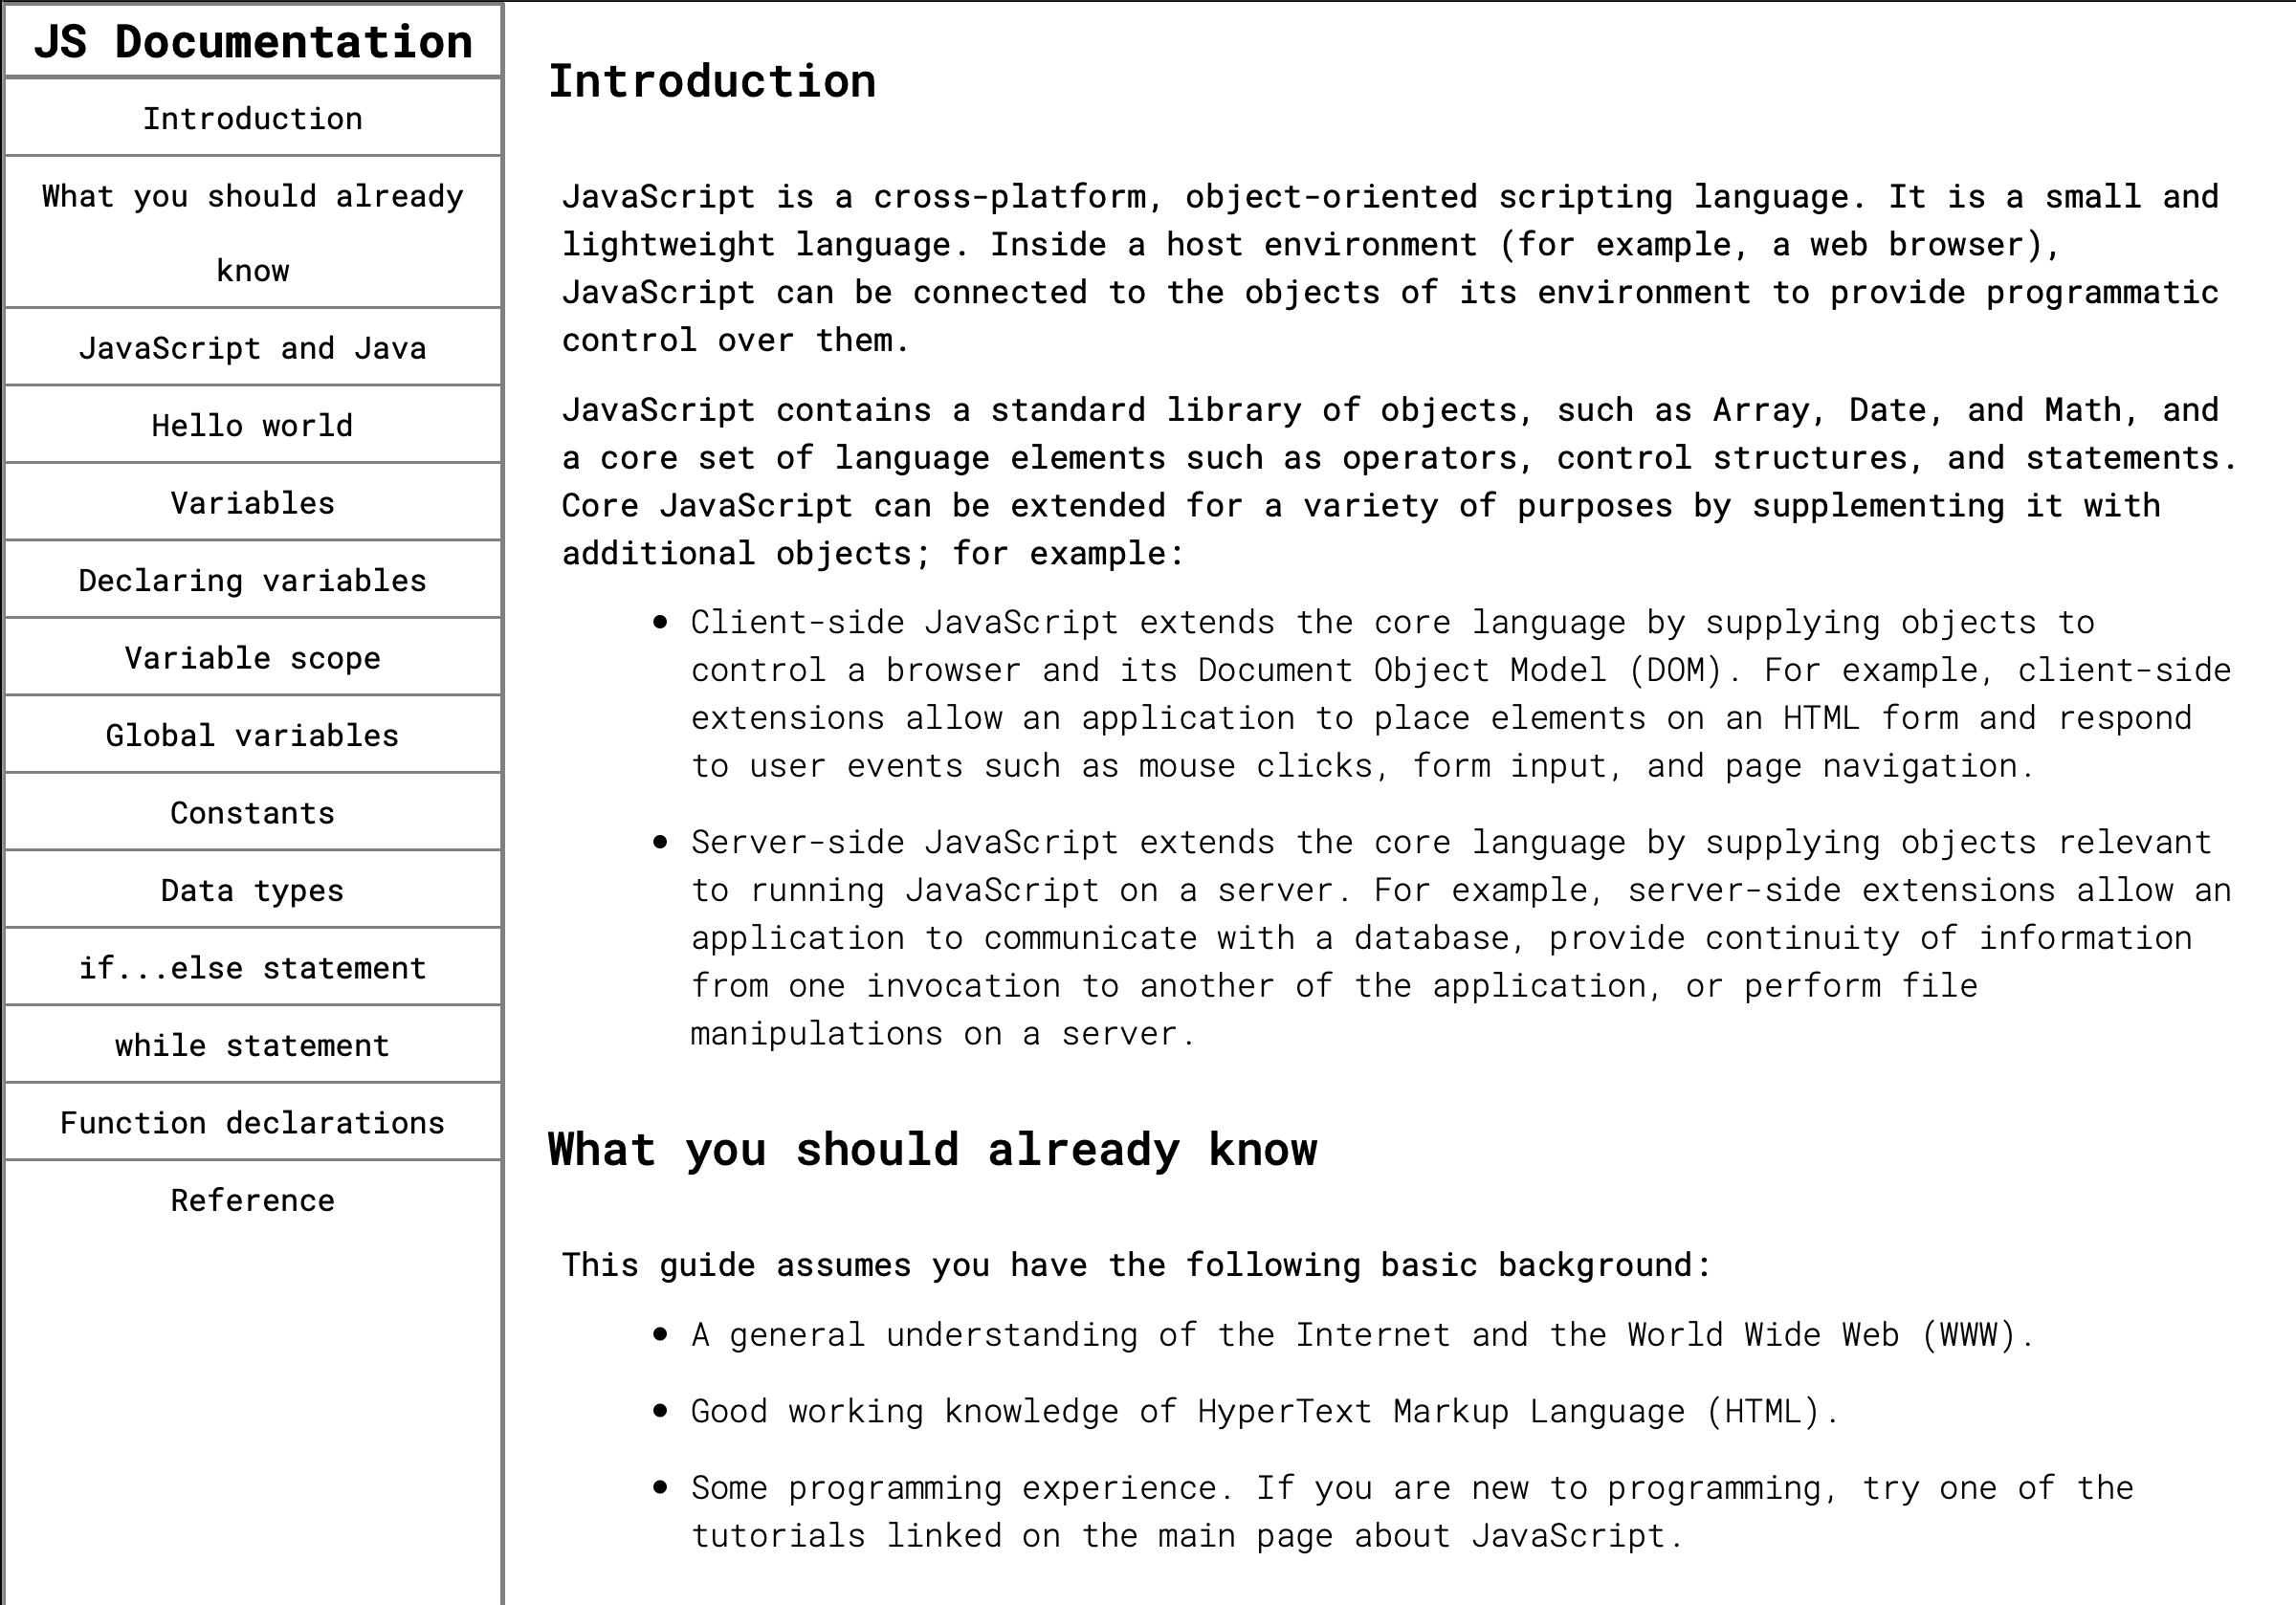 JS Documentation
Introduction
What you should already
know
JavaScript and Java
Hello world
Variables
Declaring variables
Variable scope
Global variables
Constants
Data types
if...else statement
while statement
Function declarations
Reference
Introduction
JavaScript is a cross-platform, object-oriented scripting language. It is a small and
lightweight language. Inside a host environment (for example, a web browser),
JavaScript can be connected to the objects of its environment to provide programmatic
control over them.
JavaScript contains a standard library of objects, such as Array, Date, and Math, and
a core set of language elements such as operators, control structures, and statements.
Core JavaScript can be extended for a variety of purposes by supplementing it with
additional objects; for example:
• Client-side JavaScript extends the core language by supplying objects to
control a browser and its Document Object Model (DOM). For example, client-side
extensions allow an application to place elements on an HTML form and respond
to user events such as mouse clicks, form input, and page navigation.
• Server-side JavaScript extends the core language by supplying objects relevant
to running JavaScript on a server. For example, server-side extensions allow an
application to communicate with a database, provide continuity of information
from one invocation to another of the application, or perform file
manipulations on a server.
What you should already know
This guide assumes you have the following basic background:
• A general understanding of the Internet and the World Wide Web (WWW).
• Good working knowledge of HyperText Markup Language (HTML).
• Some programming experience. If you are new to programming, try one of the
tutorials linked on the main page about JavaScript.